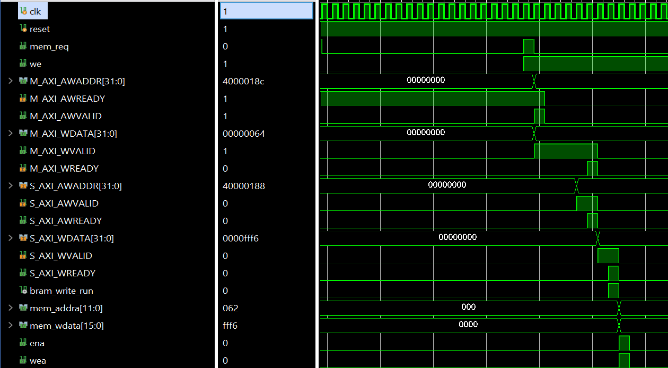 clk 1
reset 1
mem_req 0
we 1
M_AXI_AWADDR[31:0] 4000018c 00000000
M_AXI_AWREADY 1
M_AXI_AWVALID 1
M_AXI_WDATA[31:0] 00000064 00000000
M_AXI_WVALID 1
M_AXI_WREADY 0
S_AXI_AWADDR[31:0] 40000188 00000000
S_AXI_AWVALID 0
S_AXI_AWREADY 0
S_AXI_WDATA[31:0] 0000fff6 00000000
S_AXI_WVALID 0
S_AXI_WREADY 0
bram_write_run 0
mem_addra[11:0] 062 000
mem_wdata[15:0] fff6 0000
ena 0
wea 0